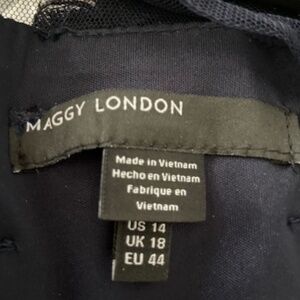 MAGGY LONDON
Made in Vietnam
Hecho en Vietnam
Fabrique en
Vietnam
US 14
UK 18
EU 44